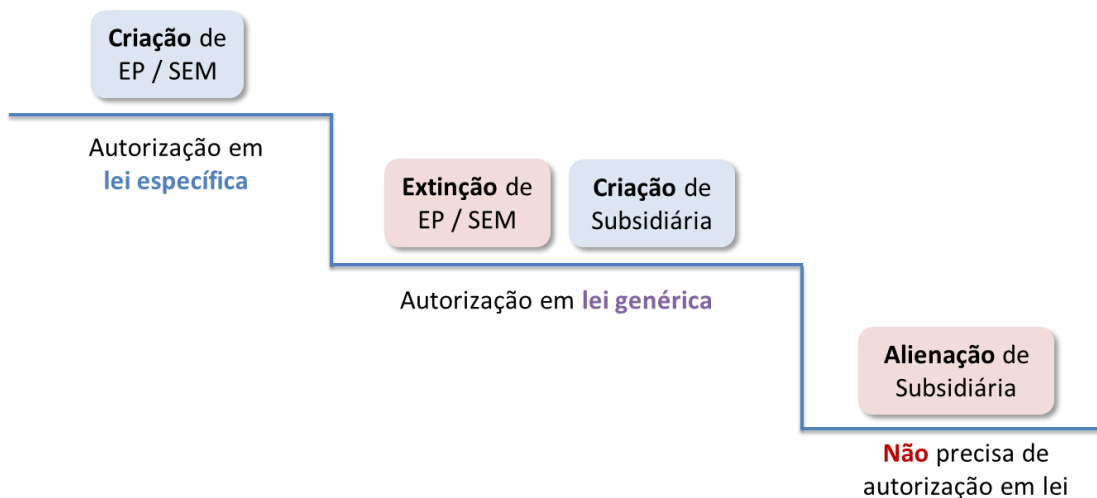 Criação de
EP / SEM
Autorização em
lei específica
Extinção de
EP / SEM
Criação de
Subsidiária
Autorização em lei genérica
Alienação de
Subsidiária
Não precisa de
autorização em lei